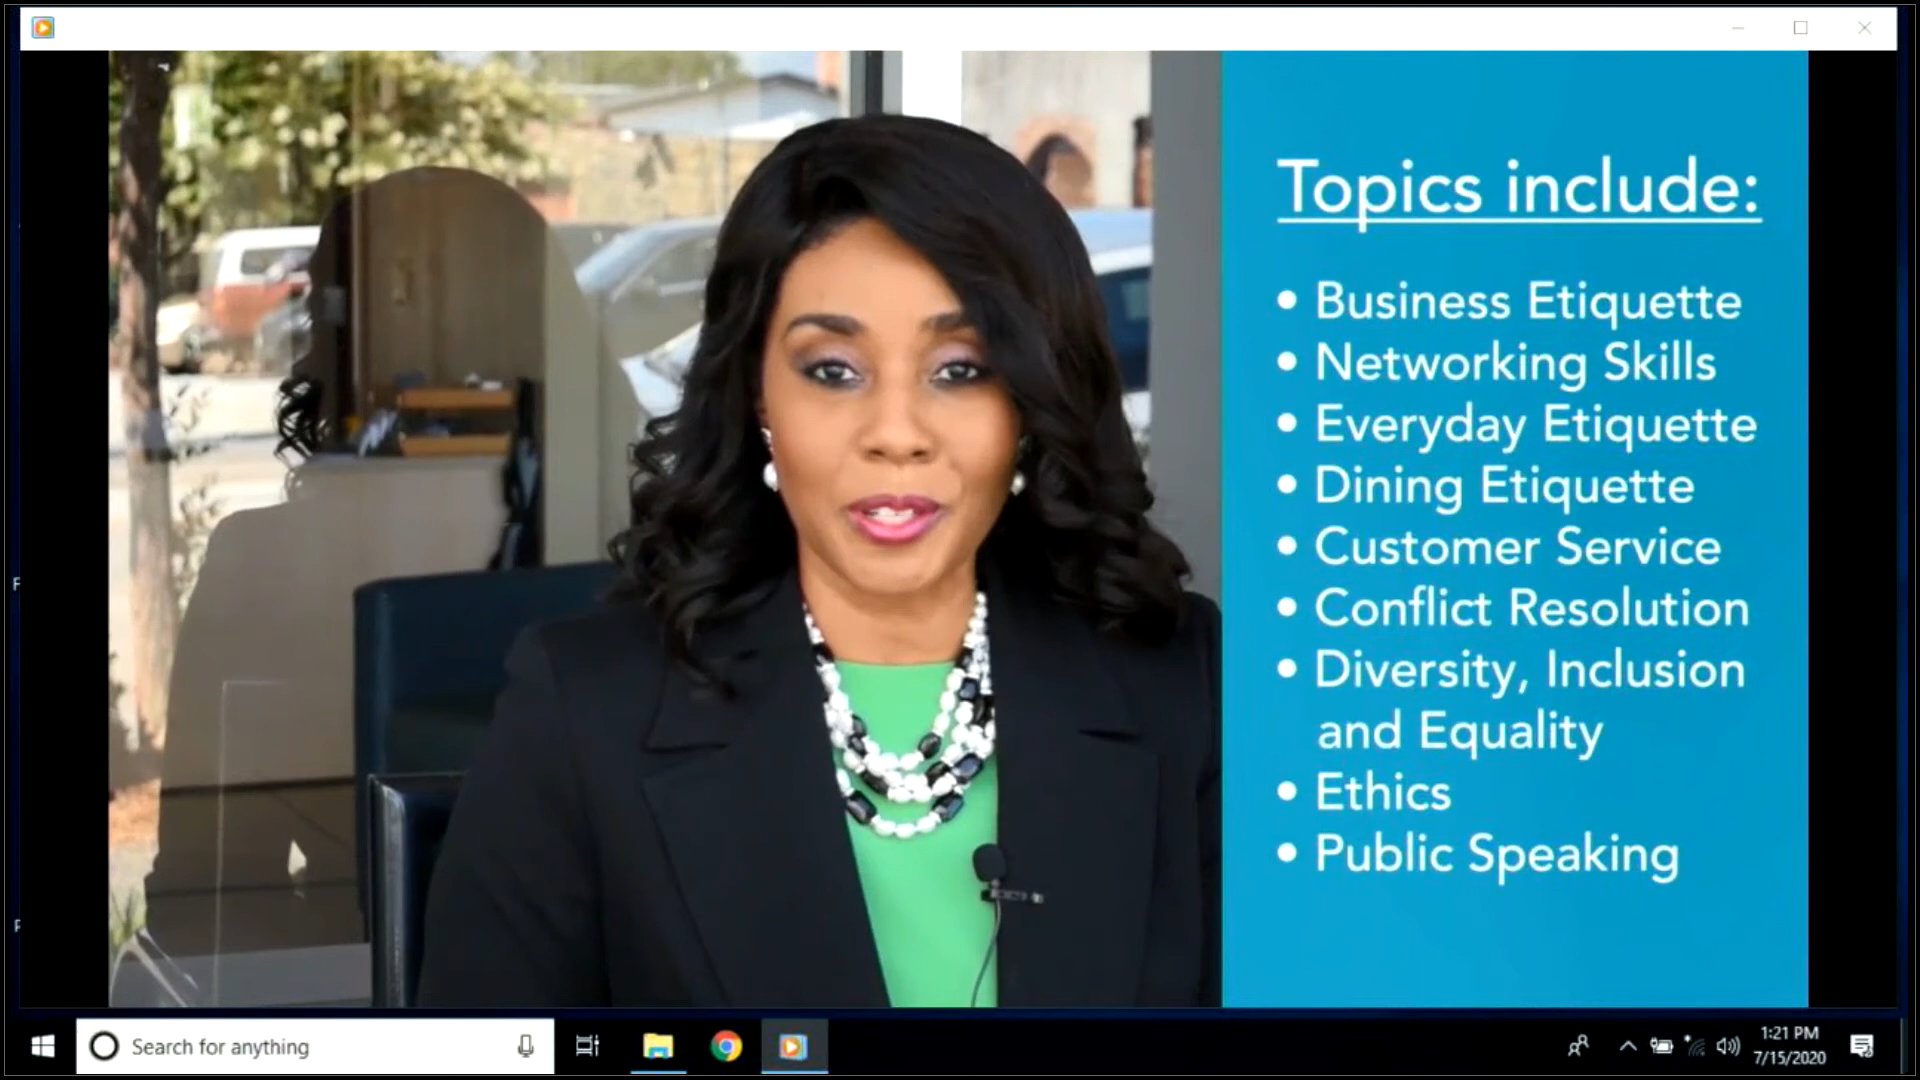 Topics include:
• Business Etiquette
• Networking Skills
• Everyday Etiquette
• Dining Etiquette
• Customer Service
• Conflict Resolution
• Diversity, Inclusion
and Equality
• Ethics
• Public Speaking
F
Search for anything
1:21 PM
7/15/2020